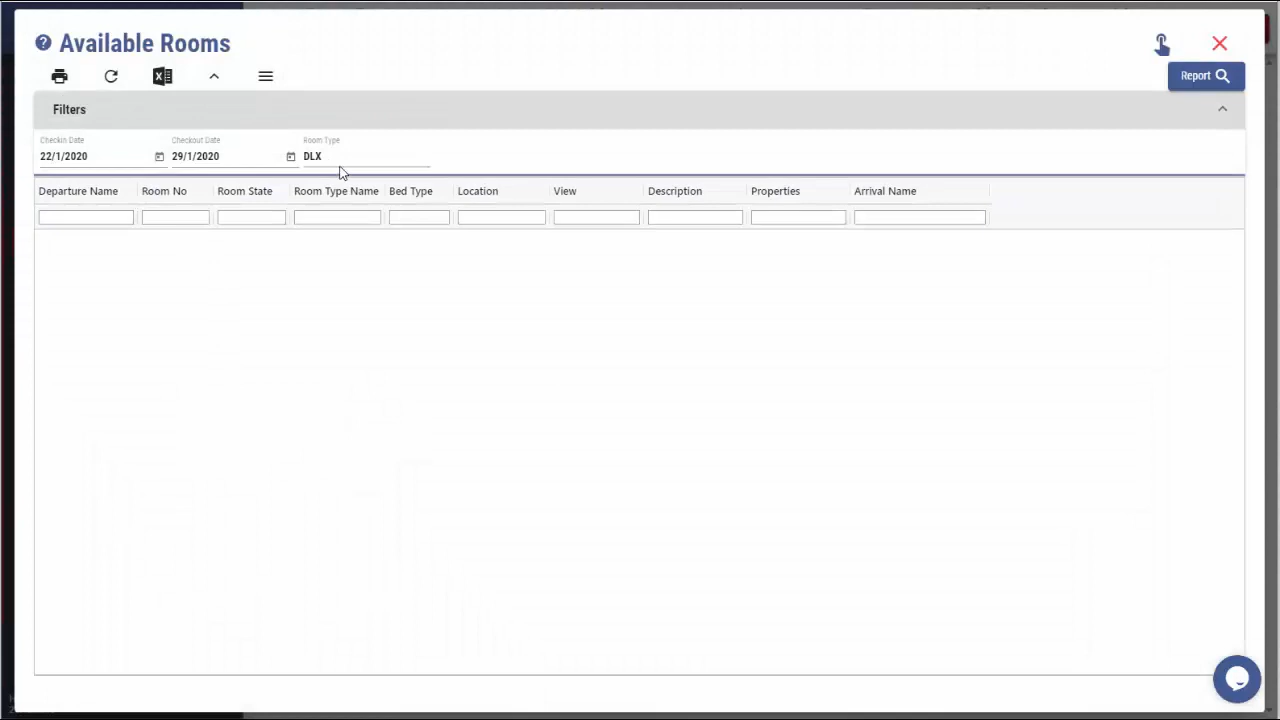 Available Rooms
Report
Filters
Checkin Date Checkout Date Room Type
22/1/2020 29/1/2020 DLX
Departure Name Room No Room State Room Type Name Bed Type Location View Description Properties Arrival Name